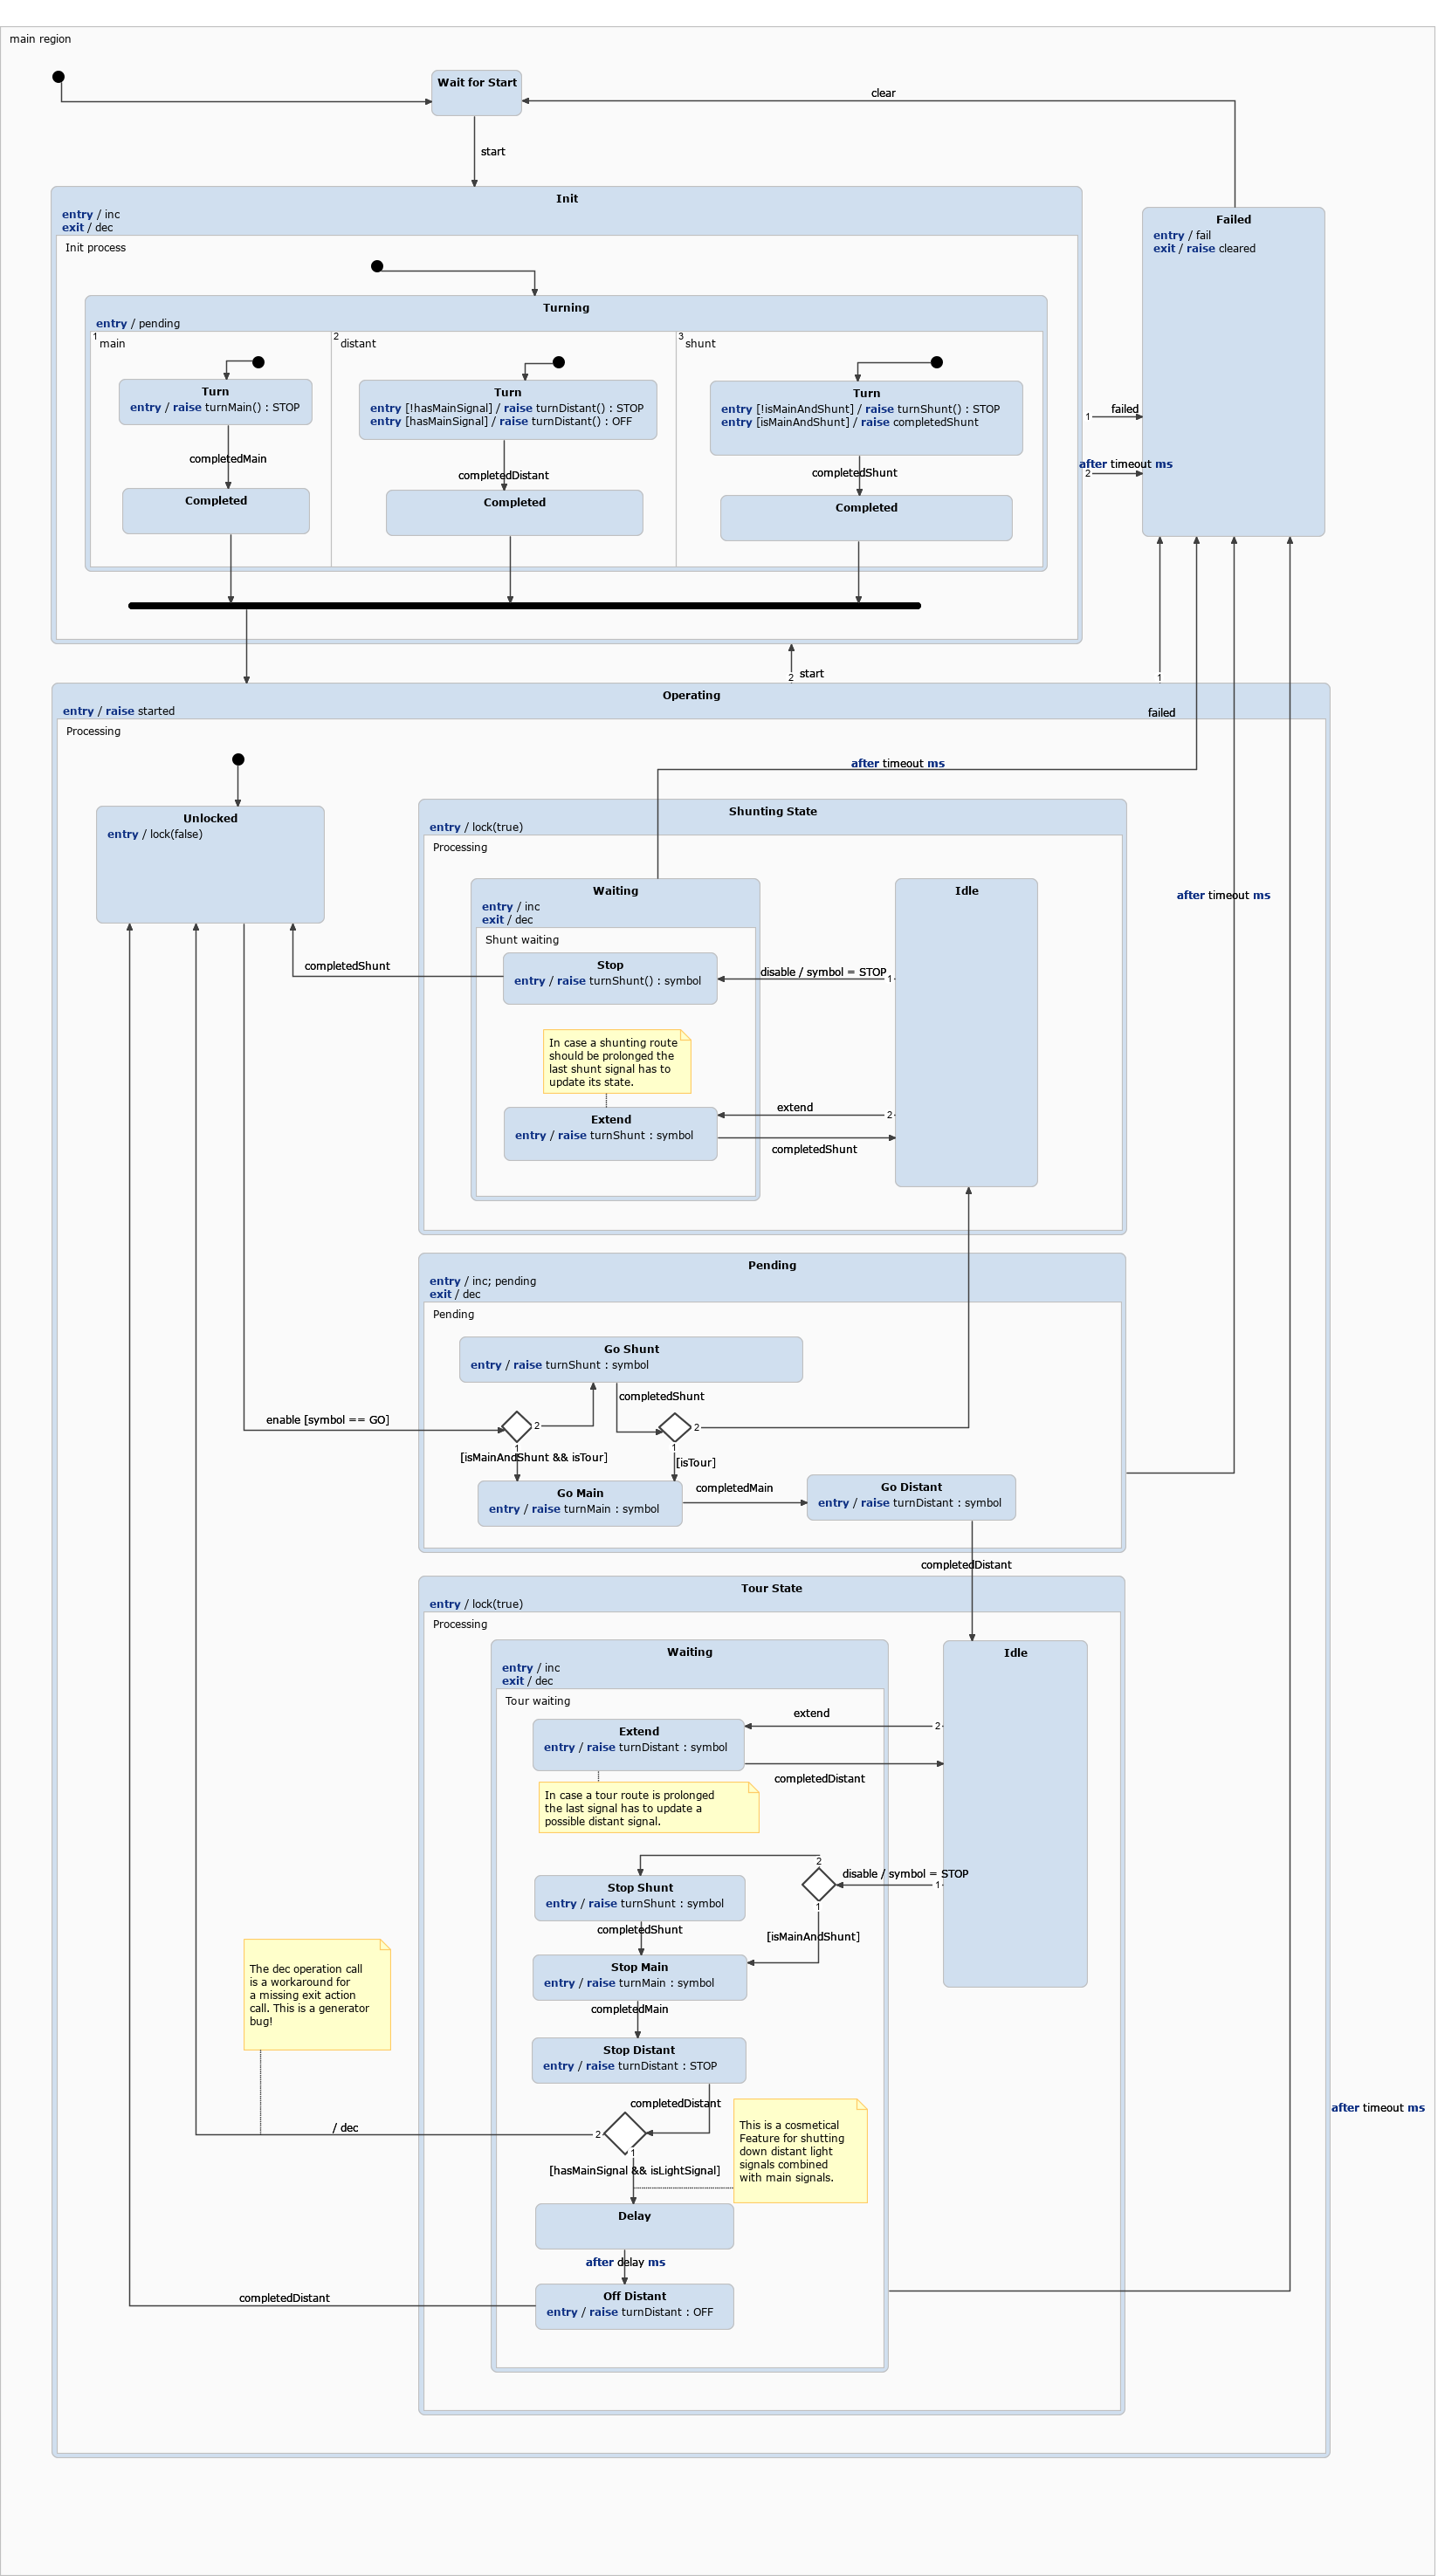 main region
Wait for Start
clear
start
Init
entry / inc
exit / dec
Init process
Failed
entry / fail
exit / raise cleared
Turning
entry / pending
1
main
2
distant
3
shunt
Turn
entry / raise turnMain() : STOP
Turn
entry [!hasMainSignal] / raise turnDistant() : STOP
entry [hasMainSignal] / raise turnDistant() : OFF
Turn
entry [!isMainAndShunt] / raise turnShunt() : STOP
entry [isMainAndShunt] / raise completedShunt
1
failed
completedMain
completedDistant
completedShunt
after timeout ms
2
Completed
Completed
Completed
2
start
1
Operating
entry / raise started
failed
Processing
after timeout ms
Unlocked
entry / lock(false)
Shunting State
entry / lock(true)
Processing
Waiting
entry / inc
exit / dec
Shunt waiting
Idle
after timeout ms
completedShunt
Stop
entry / raise turnShunt() : symbol
disable / symbol = STOP
1
In case a shunting route
should be prolonged the
last shunt signal has to
update its state.
Extend
entry / raise turnShunt : symbol
extend
2
completedShunt
Pending
entry / inc; pending
exit / dec
Pending
Go Shunt
entry / raise turnShunt : symbol
completedShunt
enable [symbol == GO]
2
2
1
1
[isMainAndShunt && isTour]
[isTour]
Go Main
entry / raise turnMain : symbol
completedMain
Go Distant
entry / raise turnDistant : symbol
completedDistant
Tour State
entry / lock(true)
Processing
Waiting
entry / inc
exit / dec
Tour waiting
Idle
Extend
entry / raise turnDistant : symbol
extend
2
completedDistant
In case a tour route is prolonged
the last signal has to update a
possible distant signal.
2
disable / symbol = STOP
1
1
Stop Shunt
entry / raise turnShunt : symbol
completedShunt
[isMainAndShunt]
Stop Main
entry / raise turnMain : symbol
completedMain
The dec operation call
is a workaround for
a missing exit action
call. This is a generator
bug!
Stop Distant
entry / raise turnDistant : STOP
completedDistant
after timeout ms
/ dec
2
1
This is a cosmetical
Feature for shutting
down distant light
signals combined
with main signals.
[hasMainSignal && isLightSignal]
Delay
after delay ms
Off Distant
entry / raise turnDistant : OFF
completedDistant